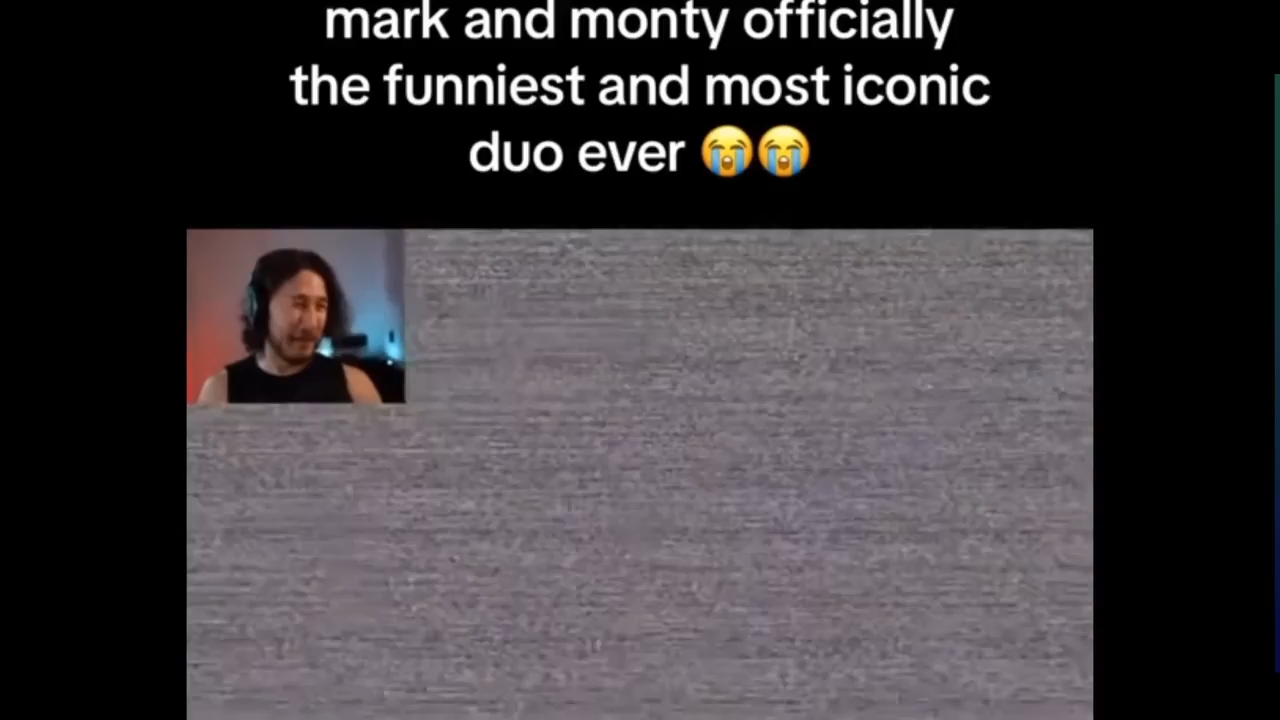 mark and monty officially
the funniest and most iconic
duo ever 😭😭